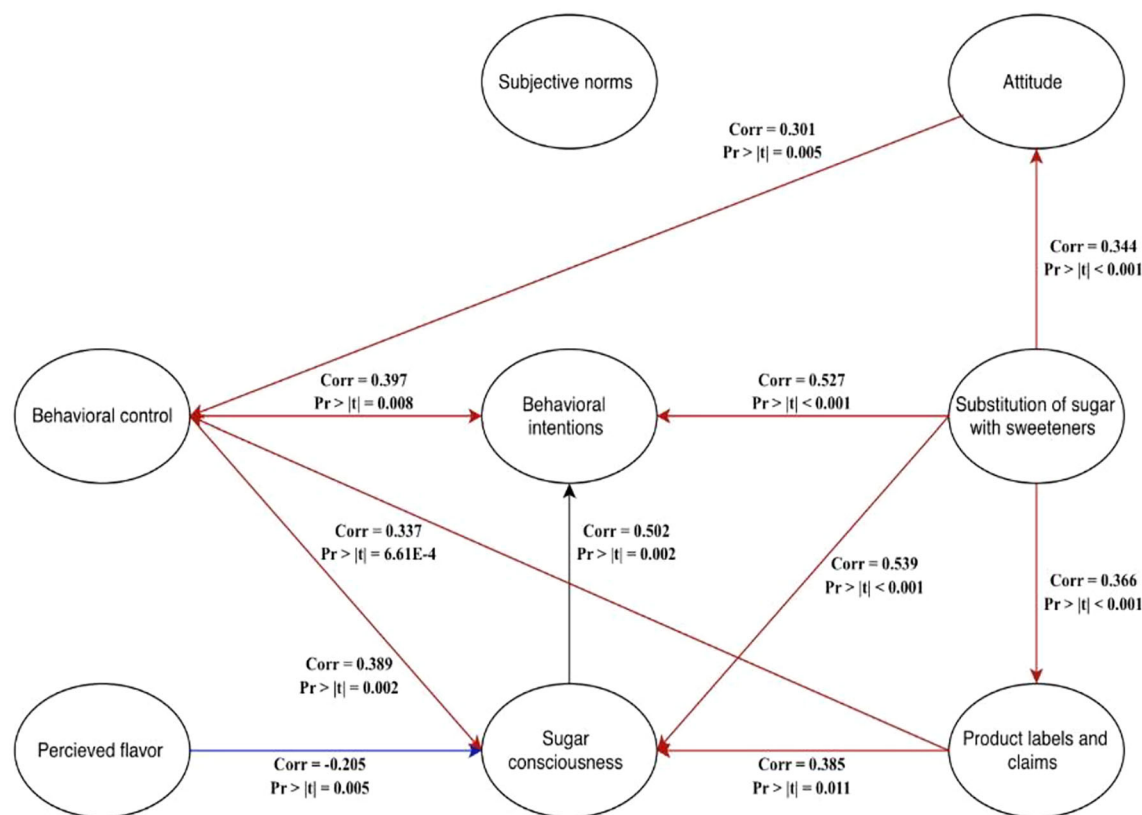 Subjective norms
Attitude
Corr = 0.301
Pr > |t| = 0.005
Corr = 0.344
Pr > |t| < 0.001
Behavioral control
Corr = 0.397
Pr > |t| = 0.008
Behavioral
intentions
Corr = 0.527
Pr > |t| < 0.001
Substitution of sugar
with sweeteners
Corr = 0.337
Pr > |t| = 6.61E-4
Corr = 0.502
Pr > |t| = 0.002
Corr = 0.539
Pr > |t| < 0.001
Corr = 0.366
Pr > |t| < 0.001
Corr = 0.389
Pr > |t| = 0.002
Percieved flavor
Corr = -0.205
Pr > |t| = 0.005
Sugar
consciousness
Corr = 0.385
Pr > |t| = 0.011
Product labels and
claims